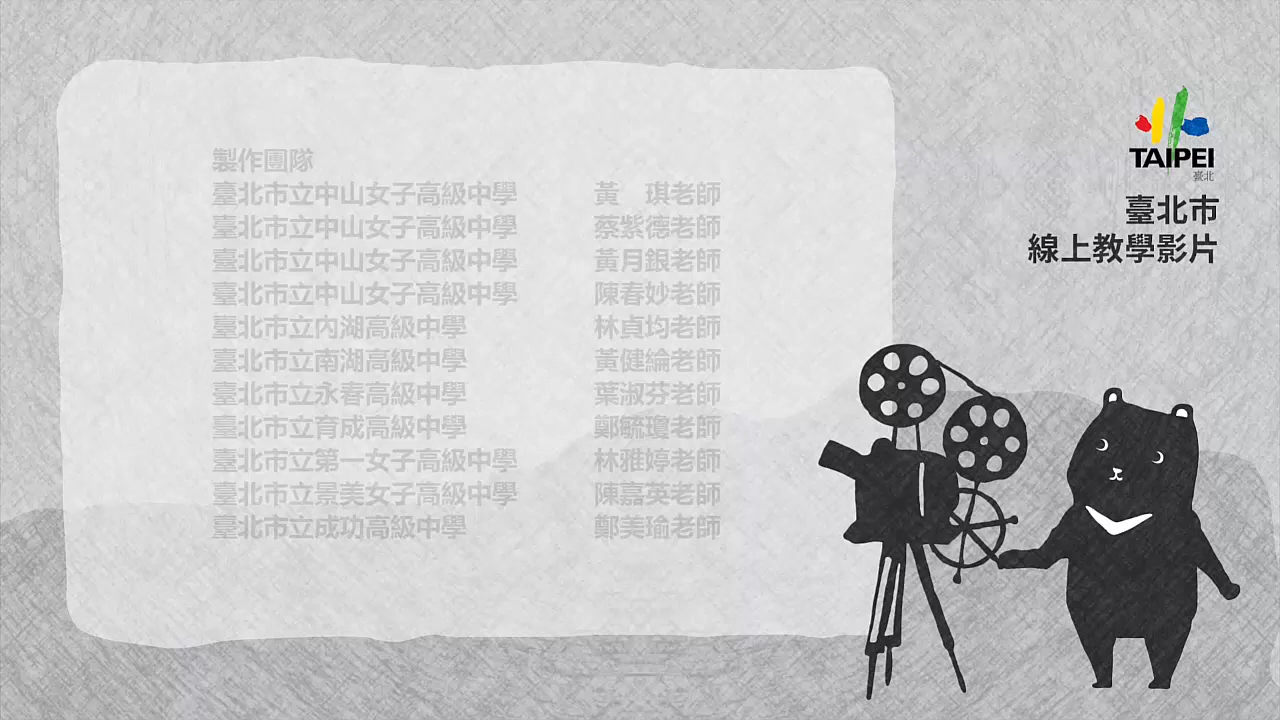 製作團隊
臺北市立中山女子高級中學 黃 琪老師
臺北市立中山女子高級中學 蔡紫德老師
臺北市立中山女子高級中學 黃月銀老師
臺北市立中山女子高級中學 陳春妙老師
臺北市立內湖高級中學 林貞均老師
臺北市立南湖高級中學 黃健綸老師
臺北市立永春高級中學 葉淑芬老師
臺北市立育成高級中學 鄭毓瓊老師
臺北市立第一女子高級中學 林雅婷老師
臺北市立景美女子高級中學 陳嘉英老師
臺北市立成功高級中學 鄭美瑜老師
TAIPEI
臺北
臺北市
線上教學影片